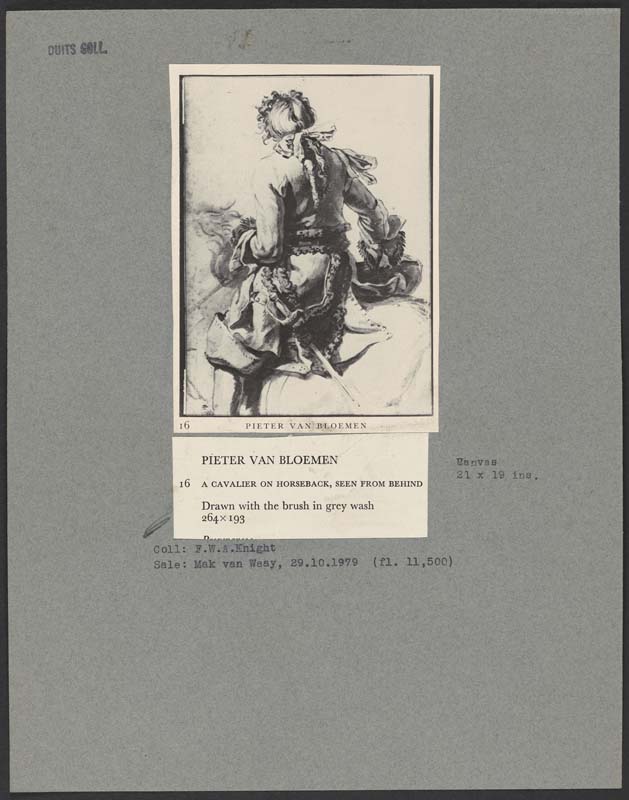 DUITS COLL.
16 PIETER VAN BLOEMEN
PIETER VAN BLOEMEN
16 A CAVALIER ON HORSEBACK, SEEN FROM BEHIND
Drawn with the brush in grey wash
264×193
Canvas
21 x 19 ins.
Coll: F.W.A.Knight
Sale: Mak van Waay, 29.10.1979 (fl. 11,500)